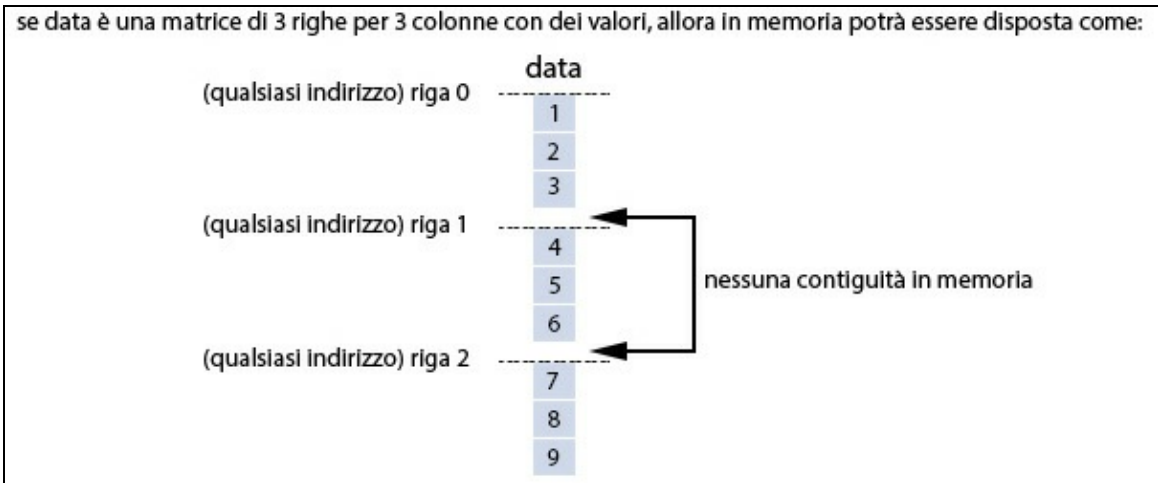 se data è una matrice di 3 righe per 3 colonne con dei valori, allora in memoria potrà essere disposta come:
data
(qualsiasi indirizzo) riga 0
1
2
3
(qualsiasi indirizzo) riga 1
4
5
6
nessuna contiguità in memoria
(qualsiasi indirizzo) riga 2
7
8
9